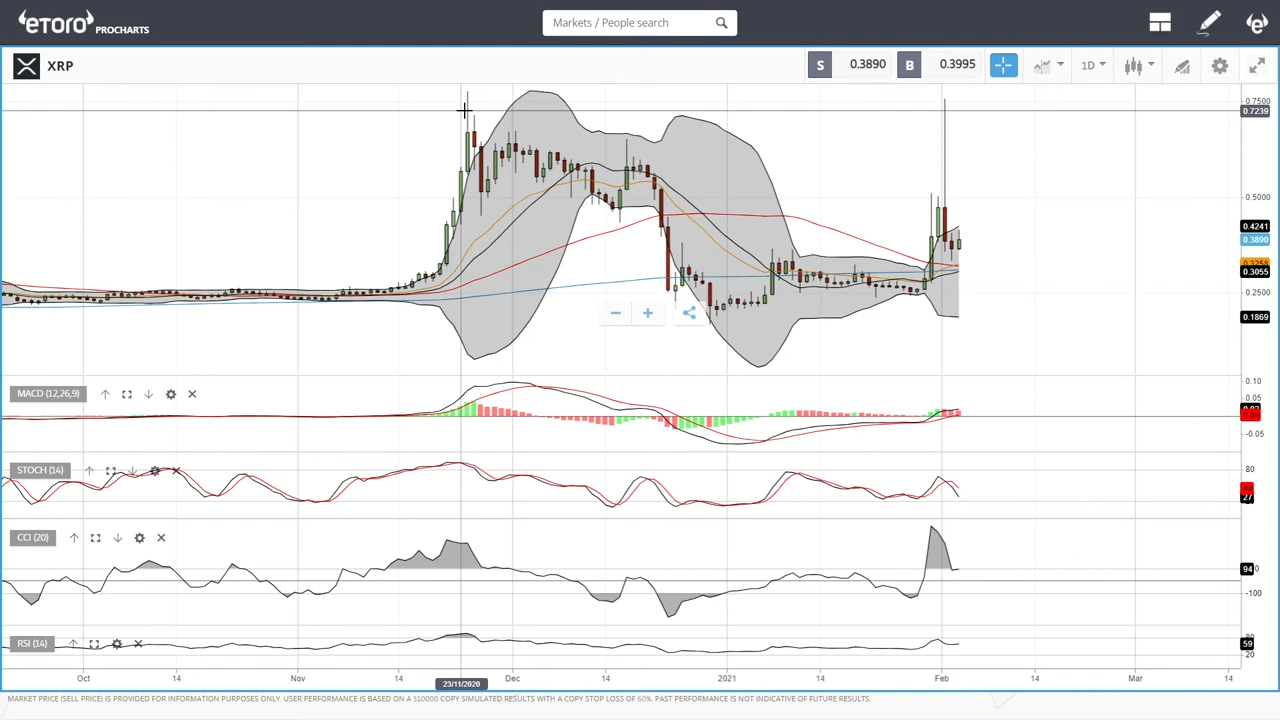 eTORO PROCHARTS
Markets / People search
XRP
S 0.3890 B 0.3995
1D
0.7500
0.7239
0.5000
0.4241
0.3890
0.3258
0.3055
0.2500
0.1869
MACD (12,26,9)
0.10
0.05
-0.05
STOCH (14)
80
27
CCI (20)
94
-100
RSI (14)
59
20
Oct 14 Nov 14 23/11/2020 Dec 14 2021 14 Feb 14 Mar 14
MARKET PRICE (SELL PRICE) IS PROVIDED FOR INFORMATION PURPOSES ONLY. USER PERFORMANCE IS BASED ON A $10000 COPY SIMULATED RESULTS WITH A COPY STOP LOSS OF 60%. PAST PERFORMANCE IS NOT INDICATIVE OF FUTURE RESULTS.